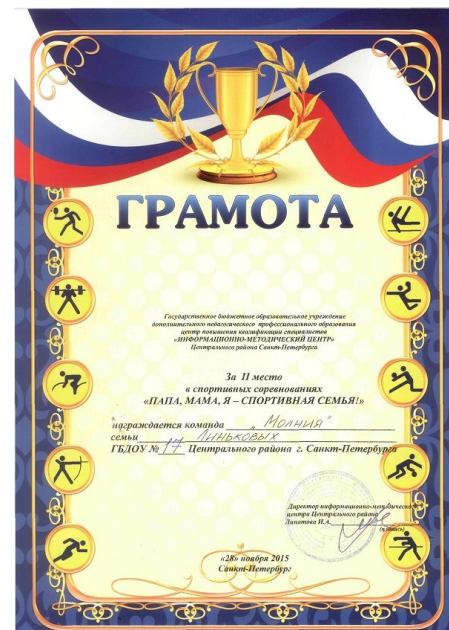 ГРАМОТА
Государственное бюджетное образовательное учреждение
дополнительного педагогического профессионального образования
центр повышения квалификации специалистов
«ИНФОРМАЦИОННО-МЕТОДИЧЕСКИЙ ЦЕНТР»
Центрального района Санкт-Петербурга
За II место
в спортивных соревнованиях
«ПАПА, МАМА, Я – СПОРТИВНАЯ СЕМЬЯ!»
награждается команда „Молния"
семьи Линьковых
ГБДОУ № 17 Центрального района г. Санкт-Петербурга
Директор информационно-методического
центра Центрального района
Липатова И.А.
(подпись)
«28» ноября 2015
Санкт-Петербург